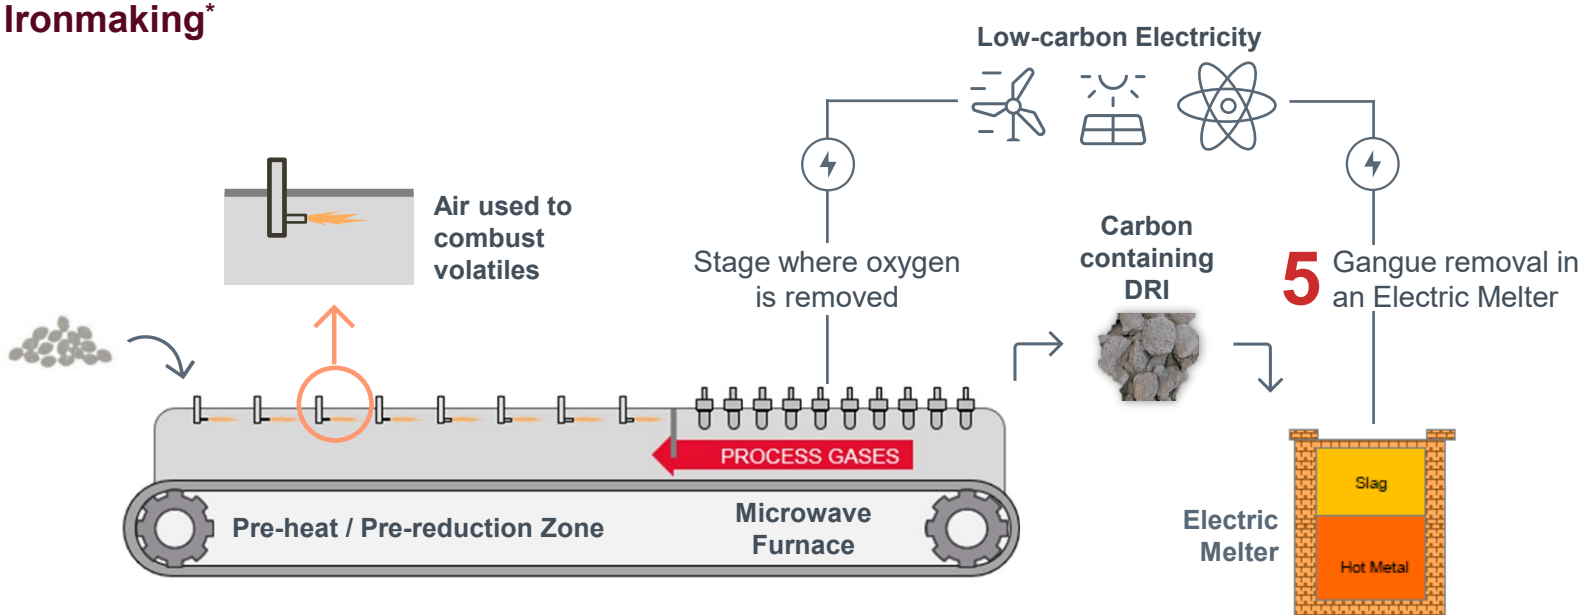 Ironmaking*
Low-carbon Electricity
Air used to
combust
volatiles
Stage where oxygen
is removed
Carbon
containing
DRI
5 Gangue removal in
an Electric Melter
PROCESS GASES
Pre-heat / Pre-reduction Zone
Microwave
Furnace
Electric
Melter
Slag
Hot Metal